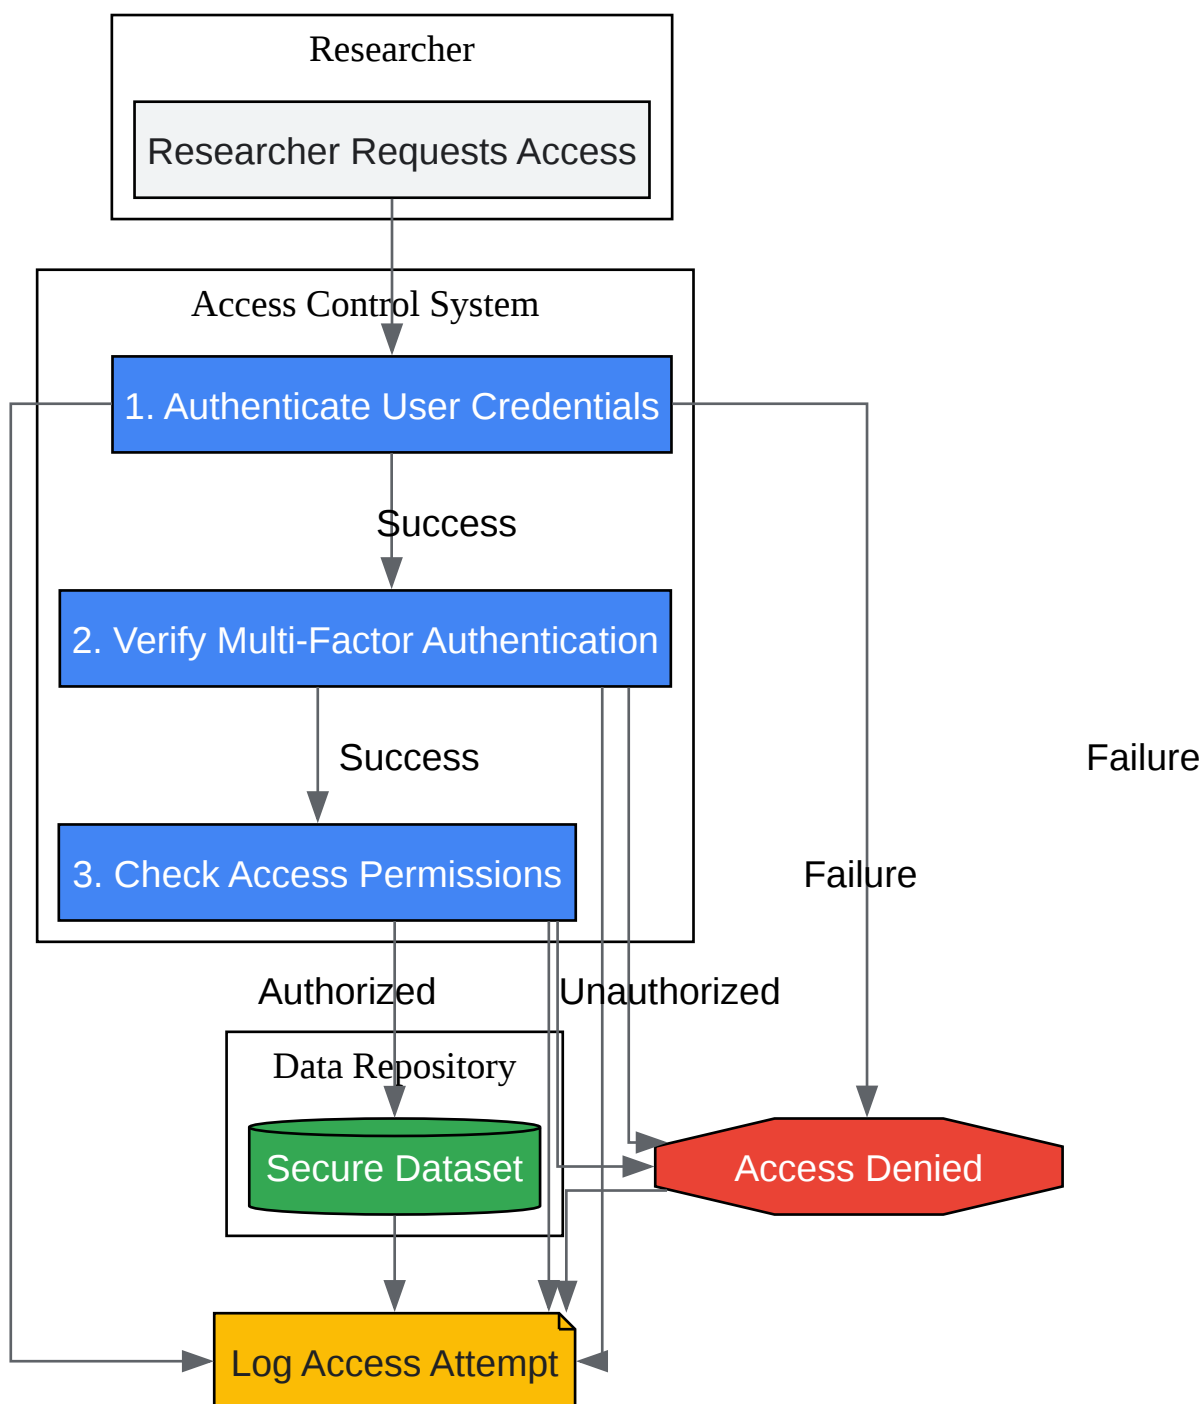 Researcher
Researcher Requests Access
Access Control System
1. Authenticate User Credentials
Success
2. Verify Multi-Factor Authentication
Success
Failure
3. Check Access Permissions
Failure
Authorized
Unauthorized
Data Repository
Secure Dataset
Access Denied
Log Access Attempt